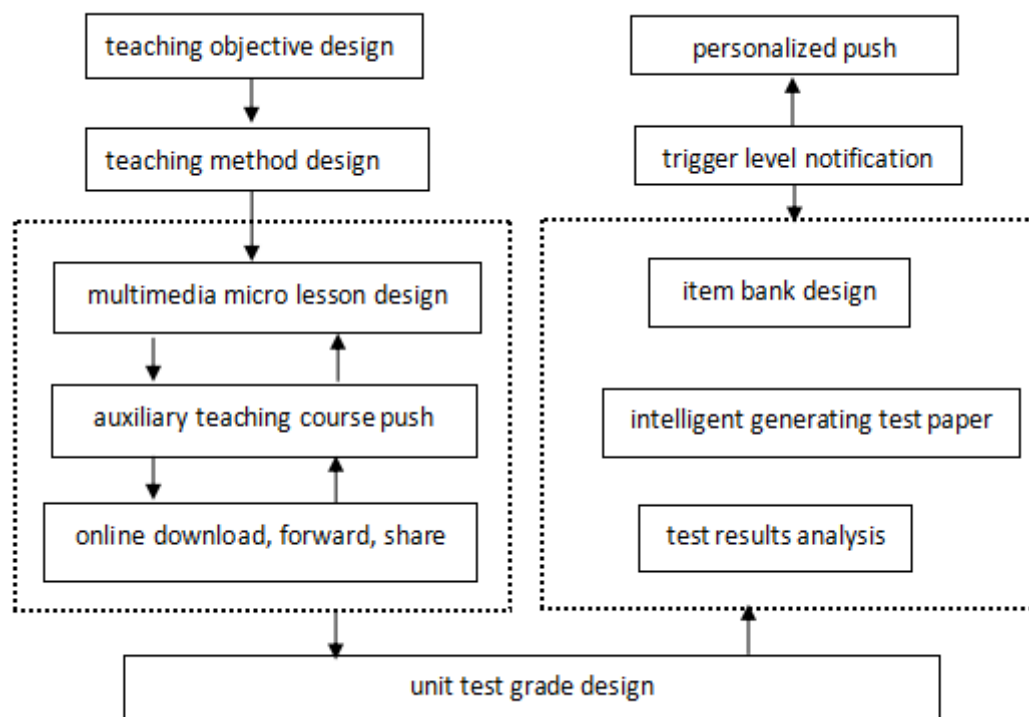 teaching objective design
teaching method design
multimedia micro lesson design
auxiliary teaching course push
online download, forward, share
personalized push
trigger level notification
item bank design
intelligent generating test paper
test results analysis
unit test grade design